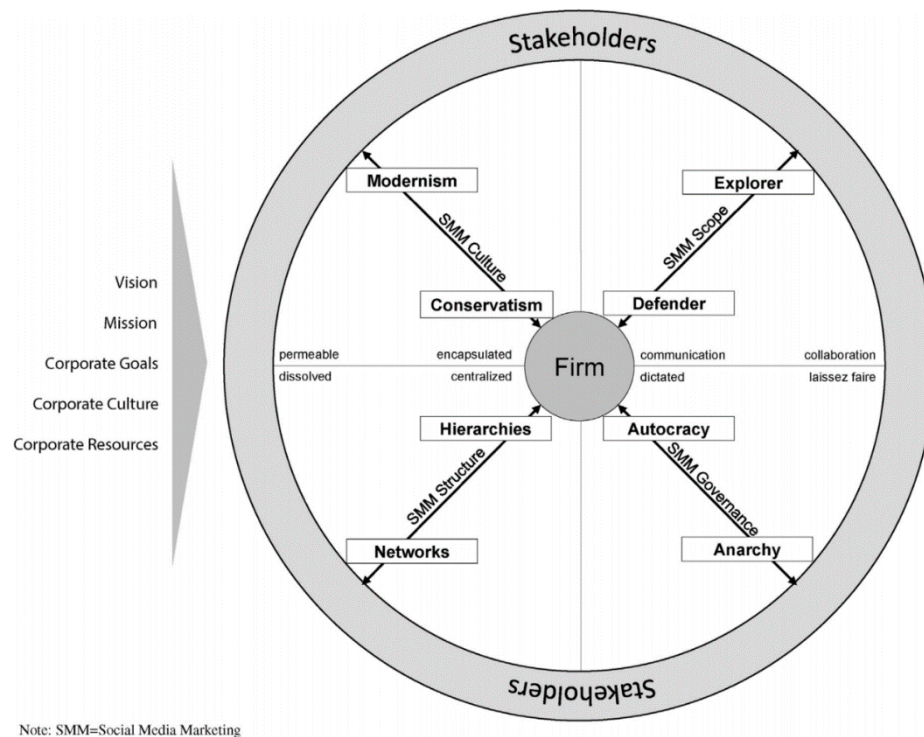 Stakeholders
Modernism
Explorer
SMM Culture
SMM Scope
Conservatism
Defender
Vision
Mission
Corporate Goals
Corporate Culture
Corporate Resources
permeable
encapsulated
communication
collaboration
Firm
dissolved
centralized
dictated
laissez faire
Hierarchies
Autocracy
SMM Structure
SMM Governance
Networks
Anarchy
Stakeholders
Note: SMM=Social Media Marketing